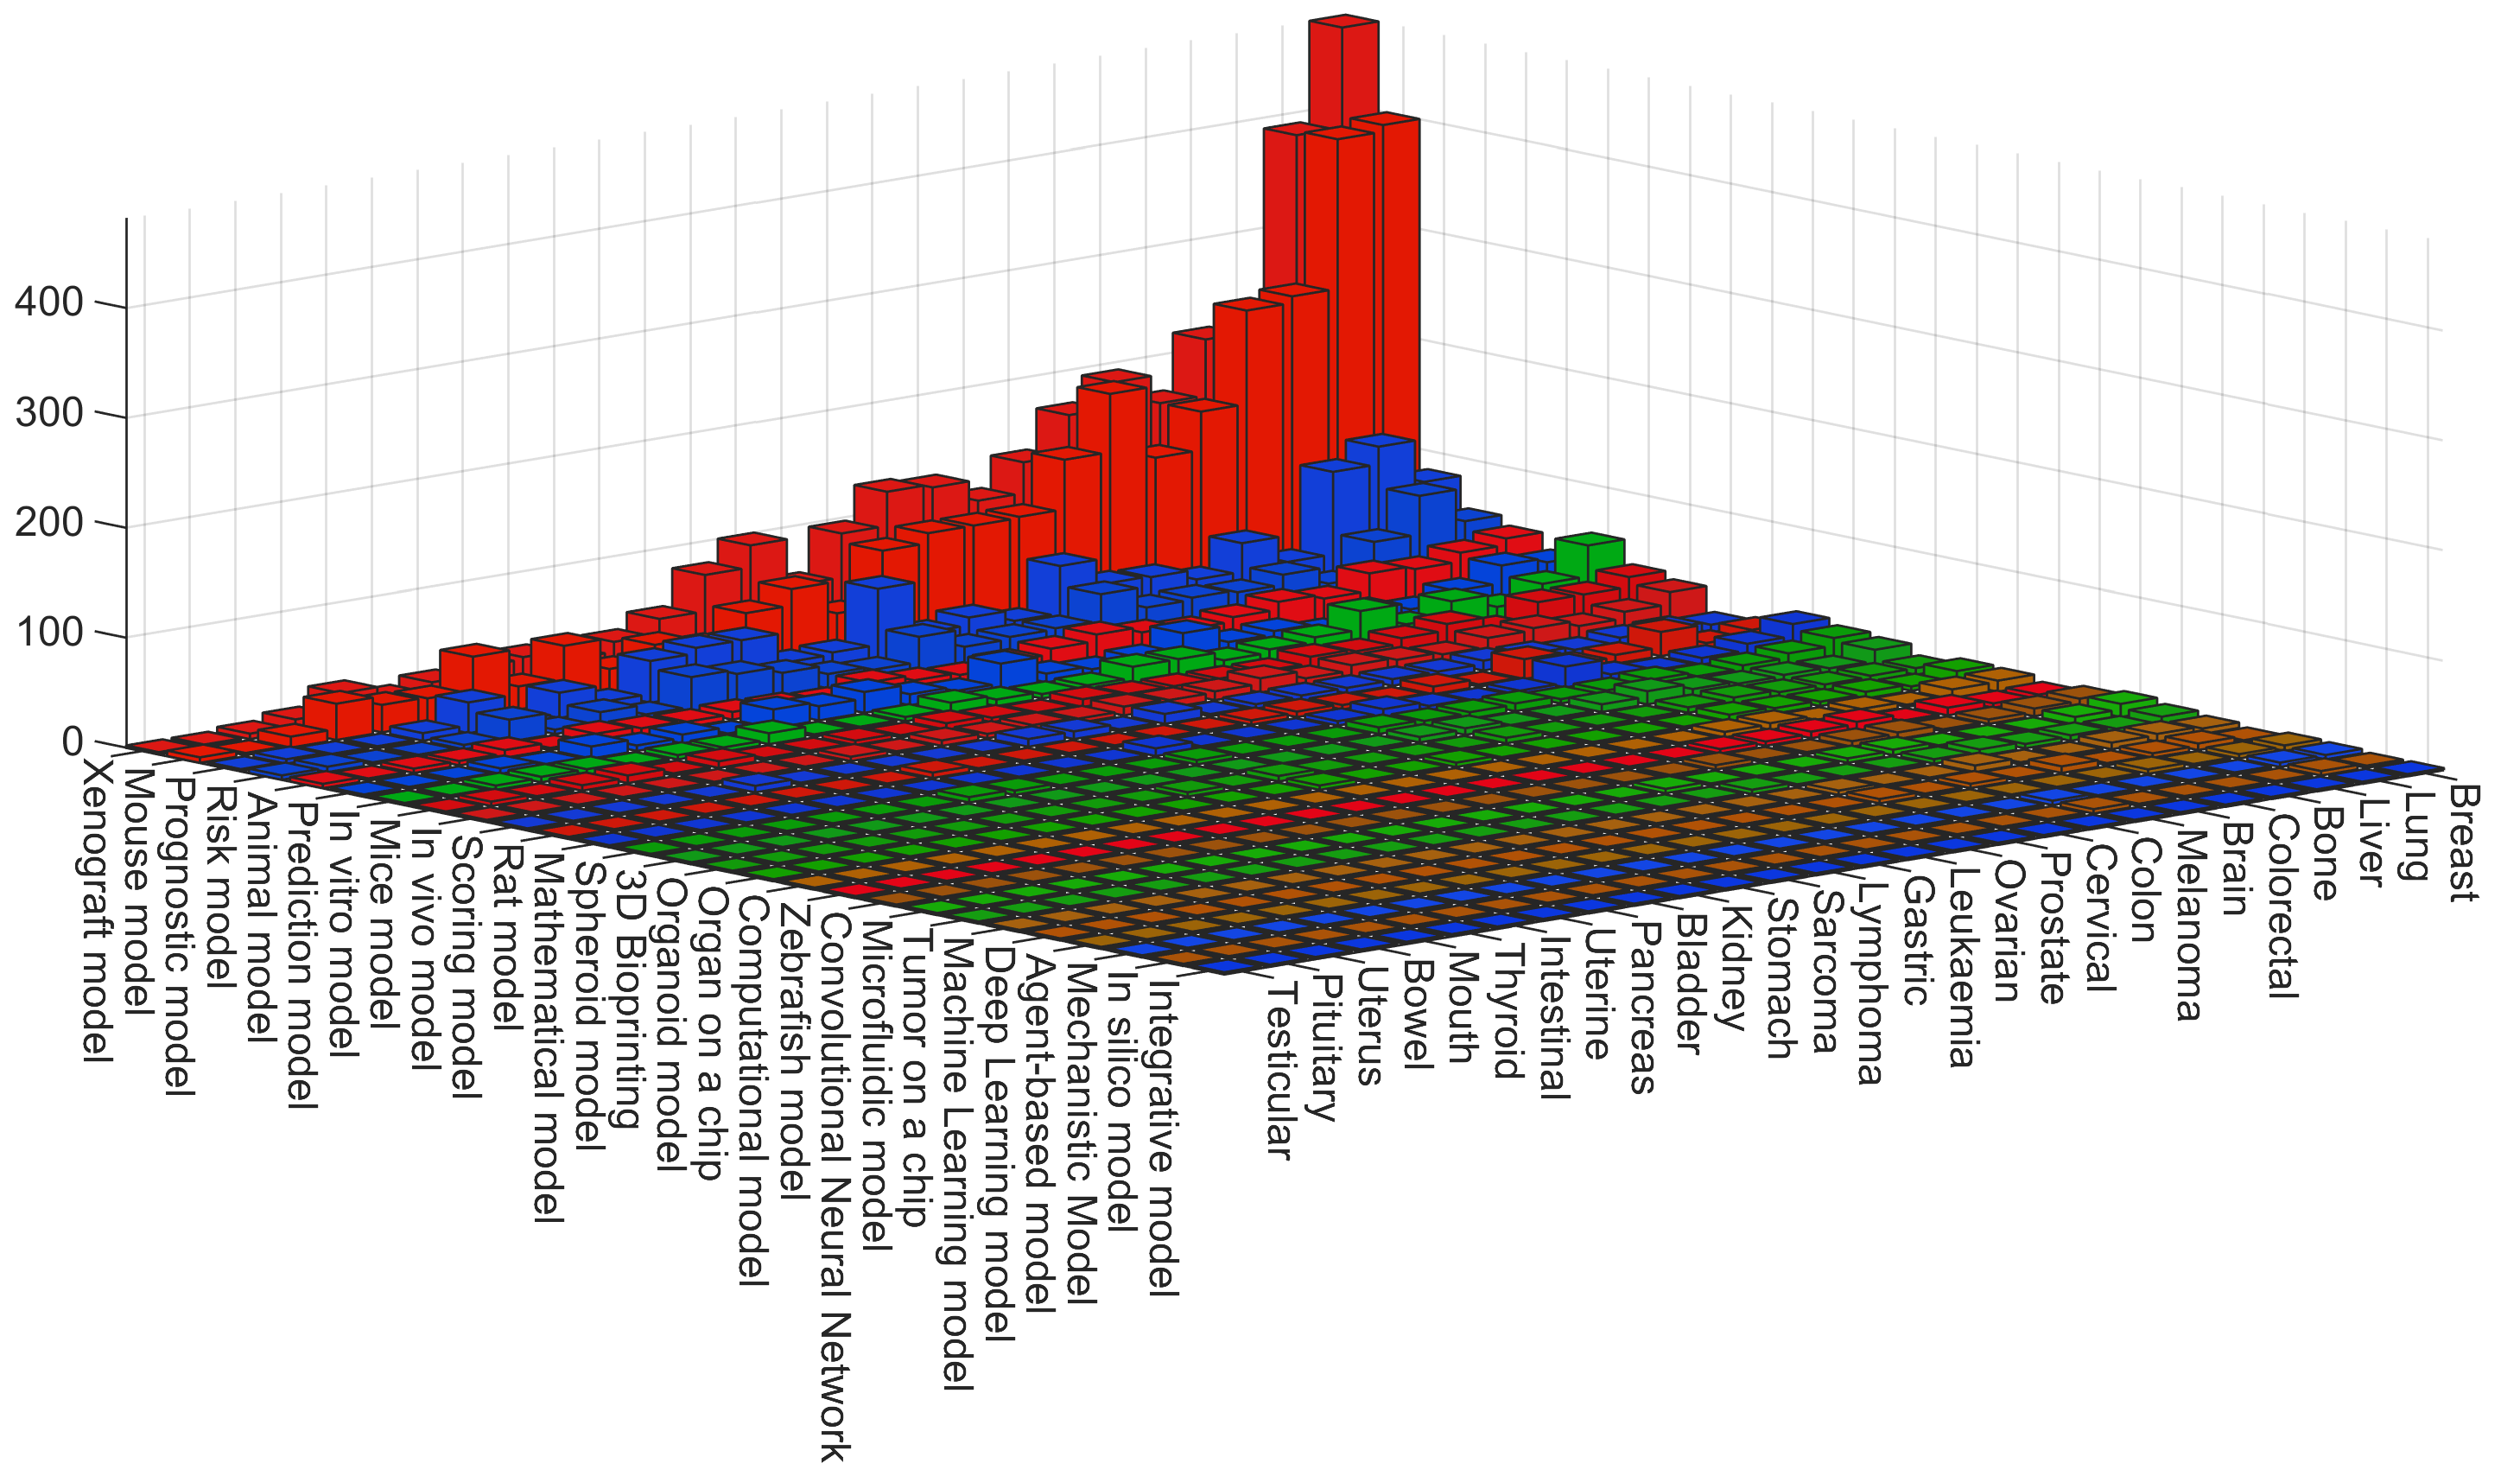 400
300
200
100
0
Xenograft model
Mouse model
Prognostic model
Risk model
Animal model
Prediction model
In vitro model
Mice model
In vivo model
Scoring model
Rat model
Mathematical model
Spheroid model
3D Bioprinting
Organoid model
Organ on a chip
Computational model
Zebrafish model
Convolutional Neural Network
Microfluidic model
Tumor on a chip
Machine Learning model
Deep Learning model
Agent-based model
Mechanistic Model
In silico model
Integrative model
Testicular
Pituitary
Uterus
Bowel
Mouth
Thyroid
Intestinal
Uterine
Pancreas
Bladder
Kidney
Stomach
Sarcoma
Lymphoma
Gastric
Leukaemia
Ovarian
Prostate
Cervical
Colon
Melanoma
Brain
Colorectal
Bone
Liver
Lung
Breast